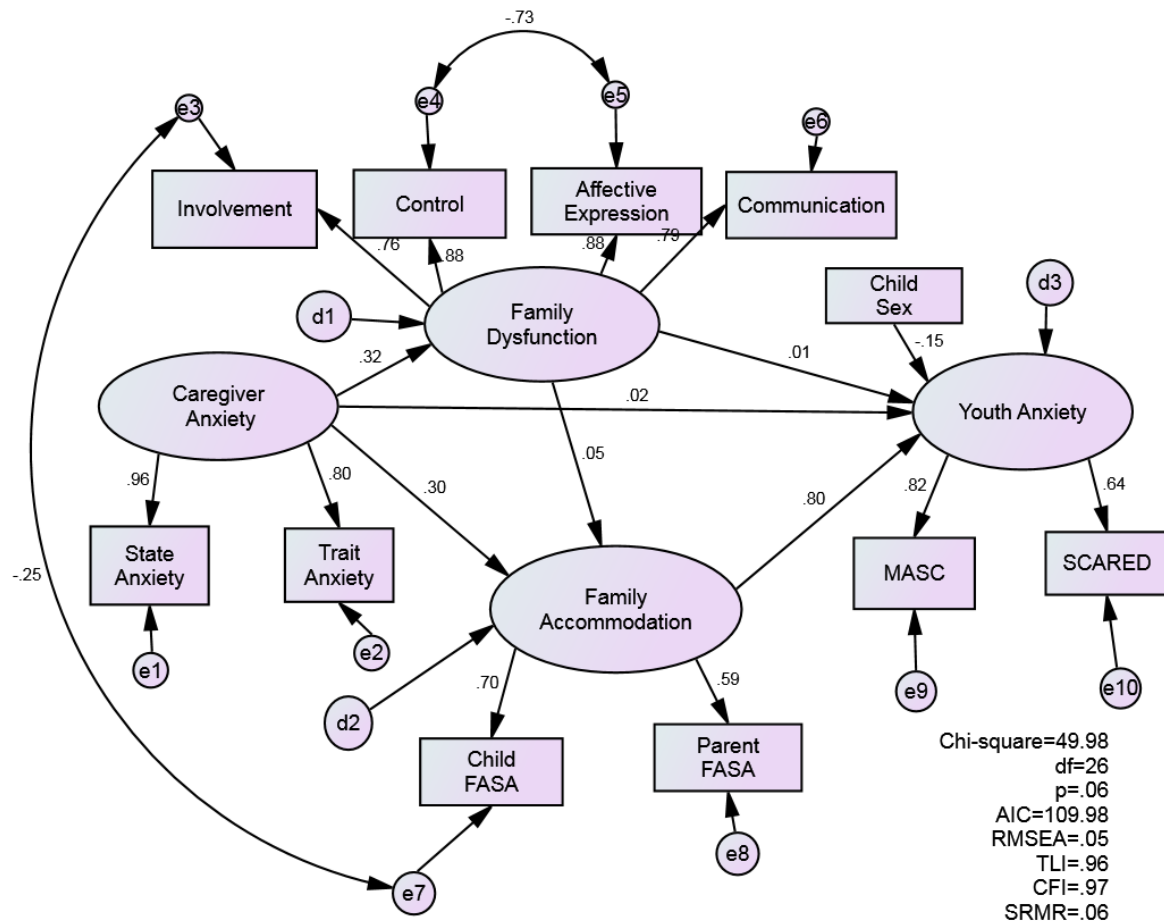 -.73
e3
e4
e5
e6
Involvement
Control
Affective
Expression
Communication
.76
.88
.88
.79
Child
Sex
d3
d1
Family
Dysfunction
-.15
.32
.01
Caregiver
Anxiety
.02
Youth Anxiety
.05
.96
.80
.30
.80
.82
.64
State
Anxiety
Trait
Anxiety
MASC
SCARED
-.25
Family
Accommodation
e1
e2
.70
.59
e9
e10
d2
Child
FASA
Parent
FASA
e7
e8
Chi-square=49.98
df=26
p=.06
AIC=109.98
RMSEA=.05
TLI=.96
CFI=.97
SRMR=.06